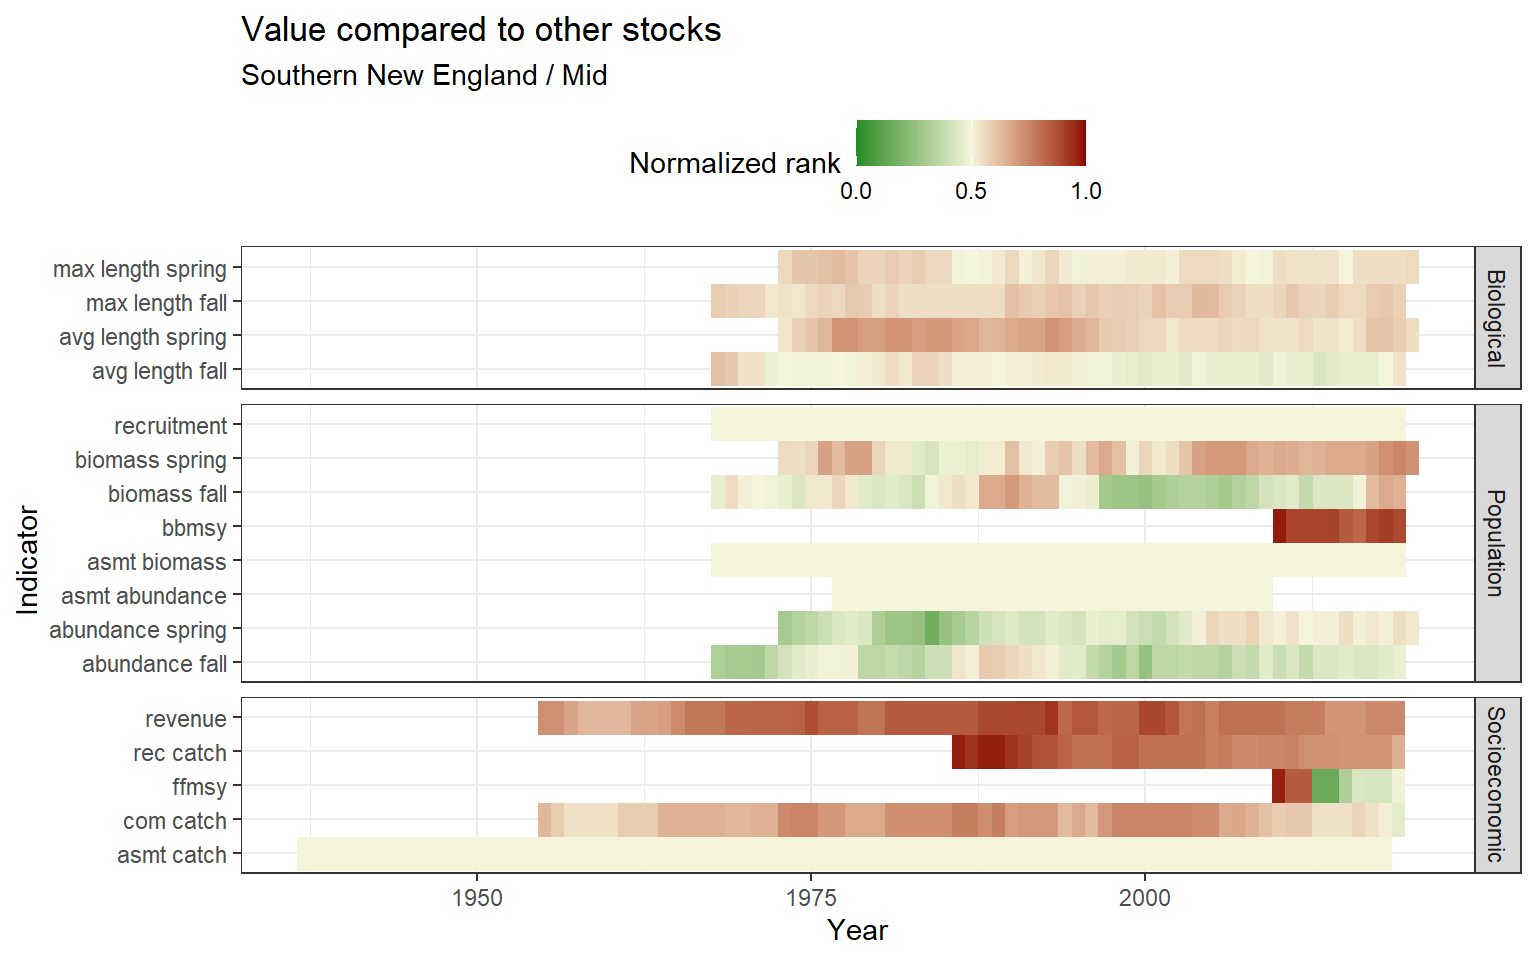 Value compared to other stocks
Southern New England / Mid
Normalized rank
0.0 0.5 1.0
max length spring
max length fall
avg length spring
avg length fall
Biological
recruitment
biomass spring
biomass fall
bbmsy
asmt biomass
asmt abundance
abundance spring
abundance fall
Population
revenue
rec catch
ffmsy
com catch
asmt catch
Socioeconomic
Indicator
1950 1975 2000
Year